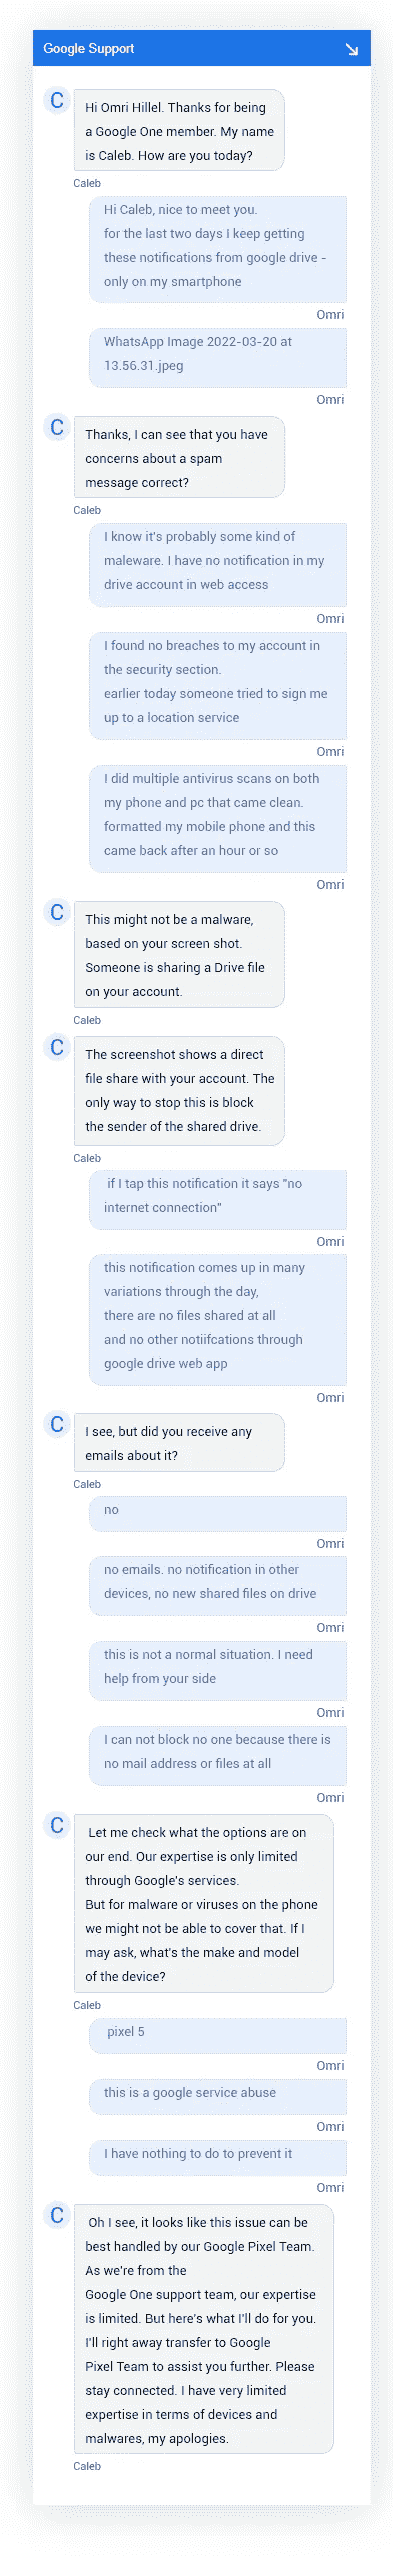 Google Support
C
Hi Omri Hillel. Thanks for being
a Google One member. My name
is Caleb. How are you today?
Caleb
Hi Caleb, nice to meet you.
for the last two days I keep getting
these notifications from google drive -
only on my smartphone
Omri
WhatsApp Image 2022-03-20 at
13.56.31.jpeg
Omri
C
Thanks, I can see that you have
concerns about a spam
message correct?
Caleb
I know it's probably some kind of
maleware. I have no notification in my
drive account in web access
Omri
I found no breaches to my account in
the security section.
earlier today someone tried to sign me
up to a location service
Omri
I did multiple antivirus scans on both
my phone and pc that came clean.
formatted my mobile phone and this
came back after an hour or so
Omri
C
This might not be a malware,
based on your screen shot.
Someone is sharing a Drive file
on your account.
Caleb
C
The screenshot shows a direct
file share with your account. The
only way to stop this is block
the sender of the shared drive.
Caleb
if I tap this notification it says "no
internet connection"
Omri
this notification comes up in many
variations through the day,
there are no files shared at all
and no other notiifcations through
google drive web app
Omri
C
I see, but did you receive any
emails about it?
Caleb
no
Omri
no emails. no notification in other
devices, no new shared files on drive
Omri
this is not a normal situation. I need
help from your side
Omri
I can not block no one because there is
no mail address or files at all
Omri
C
Let me check what the options are on
our end. Our expertise is only limited
through Google's services.
But for malware or viruses on the phone
we might not be able to cover that. If I
may ask, what's the make and model
of the device?
Caleb
pixel 5
Omri
this is a google service abuse
Omri
I have nothing to do to prevent it
Omri
C
Oh I see, it looks like this issue can be
best handled by our Google Pixel Team.
As we're from the
Google One support team, our expertise
is limited. But here's what I'll do for you.
I'll right away transfer to Google
Pixel Team to assist you further. Please
stay connected. I have very limited
expertise in terms of devices and
malwares, my apologies.
Caleb